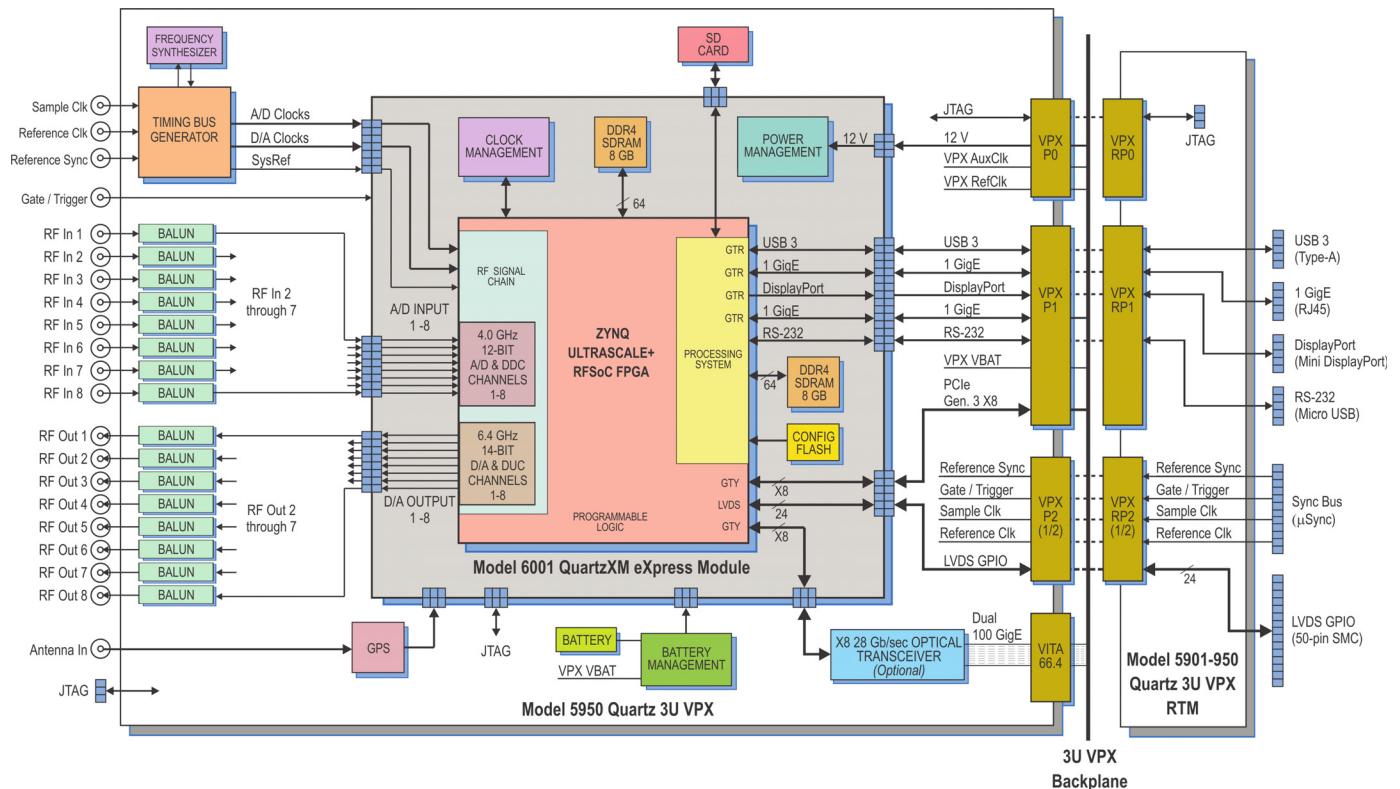 FREQUENCY
SYNTHESIZER
SD
CARD
Sample Clk
Reference Clk
Reference Sync
TIMING BUS
GENERATOR
A/D Clocks
D/A Clocks
SysRef
Gate / Trigger
CLOCK
MANAGEMENT
DDR4
SDRAM
8 GB
64
POWER
MANAGEMENT
12 V
JTAG
12 V
VPX AuxClk
VPX RefClk
VPX
P0
VPX
RP0
JTAG
RF In 1
RF In 2
RF In 3
RF In 4
RF In 5
RF In 6
RF In 7
RF In 8
BALUN
BALUN
BALUN
BALUN
BALUN
BALUN
BALUN
BALUN
RF In 2
through 7
A/D INPUT
1 -8
RF SIGNAL
CHAIN
4.0 GHz
12-BIT
A/D & DDC
CHANNELS
1-8
ZYNQ
ULTRASCALE+
RFSoC FPGA
PROCESSING
SYSTEM
GTR
GTR
GTR
GTR
USB 3
1 GigE
DisplayPort
1 GigE
RS-232
64
DDR4
SDRAM
8 GB
CONFIG
FLASH
USB 3
1 GigE
DisplayPort
1 GigE
RS-232
VPX VBAT
PCIe
Gen. 3 X8
VPX
P1
VPX
RP1
USB 3
(Type-A)
1 GigE
(RJ45)
DisplayPort
(Mini DisplayPort)
RS-232
(Micro USB)
RF Out 1
RF Out 2
RF Out 3
RF Out 4
RF Out 5
RF Out 6
RF Out 7
RF Out 8
BALUN
BALUN
BALUN
BALUN
BALUN
BALUN
BALUN
BALUN
RF Out 2
through 7
D/A OUTPUT
1 -8
6.4 GHz
14-BIT
D/A & DUC
CHANNELS
1-8
PROGRAMMABLE
LOGIC
GTY
LVDS
GTY
X8
24
X8
Model 6001 QuartzXM eXpress Module
Reference Sync
Gate / Trigger
Sample Clk
Reference Clk
LVDS GPIO
VPX
P2
(1/2)
VPX
RP2
(1/2)
Reference Sync
Gate / Trigger
Sample Clk
Reference Clk
24
Sync Bus
(μSync)
LVDS GPIO
(50-pin SMC)
Antenna In
JTAG
GPS
JTAG
BATTERY
VPX VBAT
BATTERY
MANAGEMENT
X8 28 Gb/sec OPTICAL
TRANSCEIVER
(Optional)
Dual
100 GigE
VITA
66.4
Model 5901-950
Quartz 3U VPX
RTM
Model 5950 Quartz 3U VPX
3U VPX
Backplane